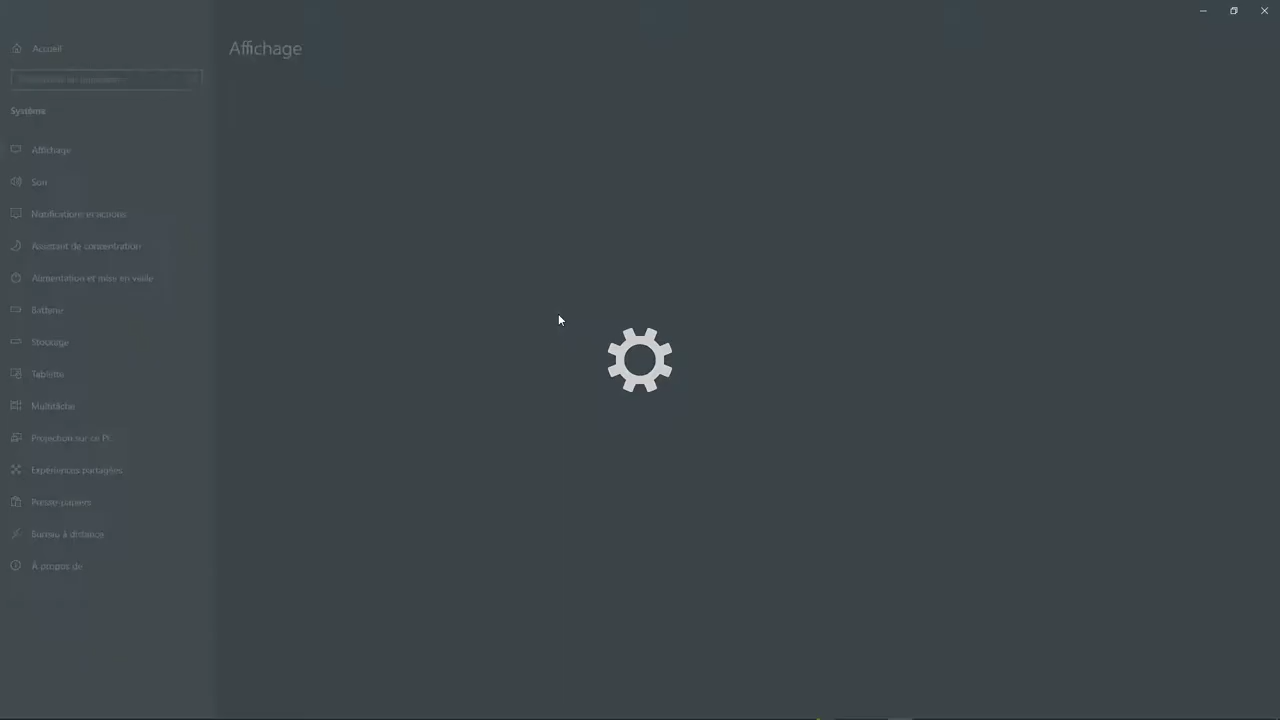 Affichage
Accueil
Système
Affichage
Son
Notifications et actions
Assistant de concentration
Alimentation et mise en veille
Batterie
Stockage
Tablette
Multitâche
Projection sur ce PC
Expériences partagées
Presse-papiers
Bureau à distance
À propos de